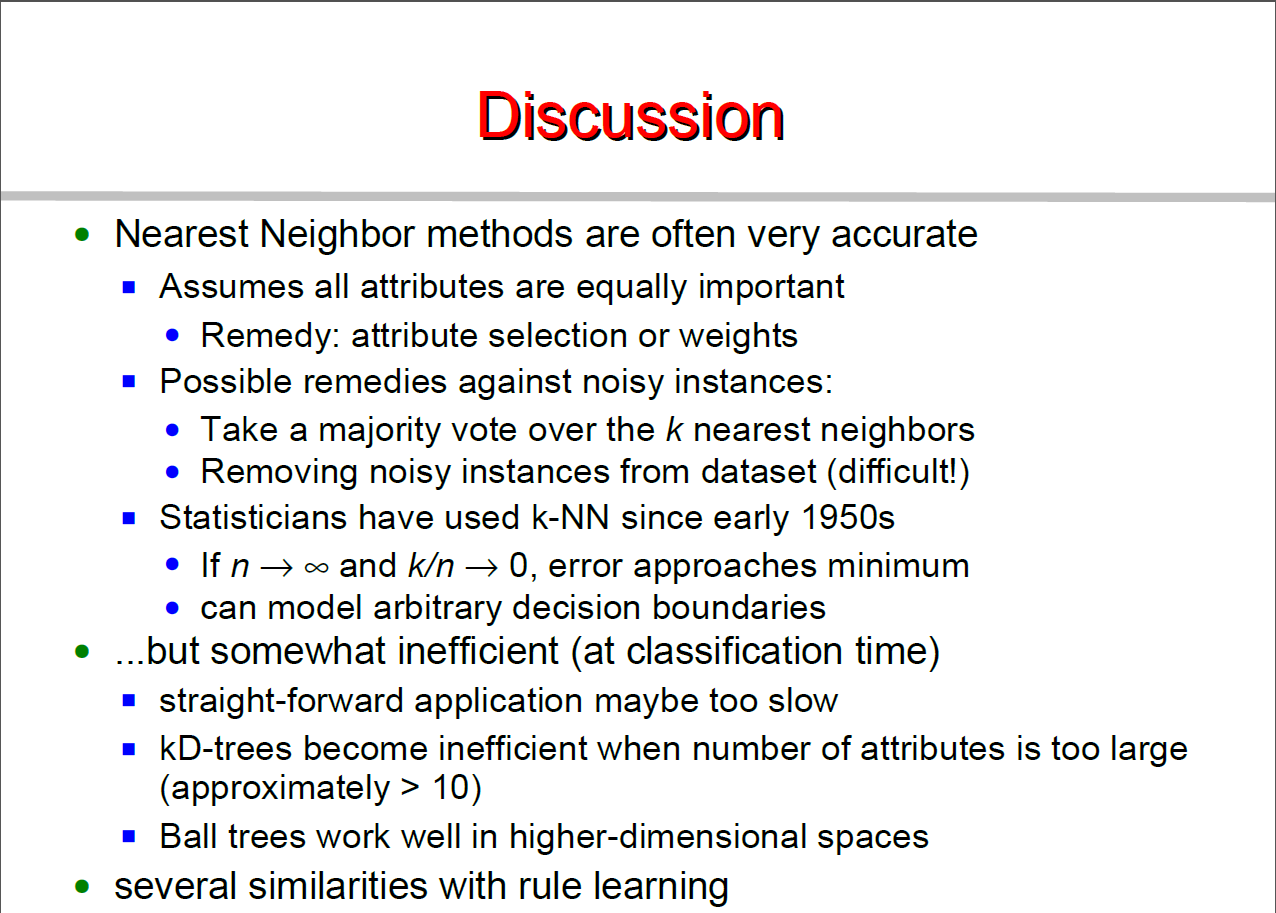 Discussion
Nearest Neighbor methods are often very accurate
Assumes all attributes are equally important
Remedy: attribute selection or weights
Possible remedies against noisy instances:
Take a majority vote over the k nearest neighbors
Removing noisy instances from dataset (difficult!)
Statisticians have used k-NN since early 1950s
If n → ∞ and k/n → 0, error approaches minimum
can model arbitrary decision boundaries
...but somewhat inefficient (at classification time)
straight-forward application maybe too slow
kD-trees become inefficient when number of attributes is too large
(approximately > 10)
Ball trees work well in higher-dimensional spaces
several similarities with rule learning